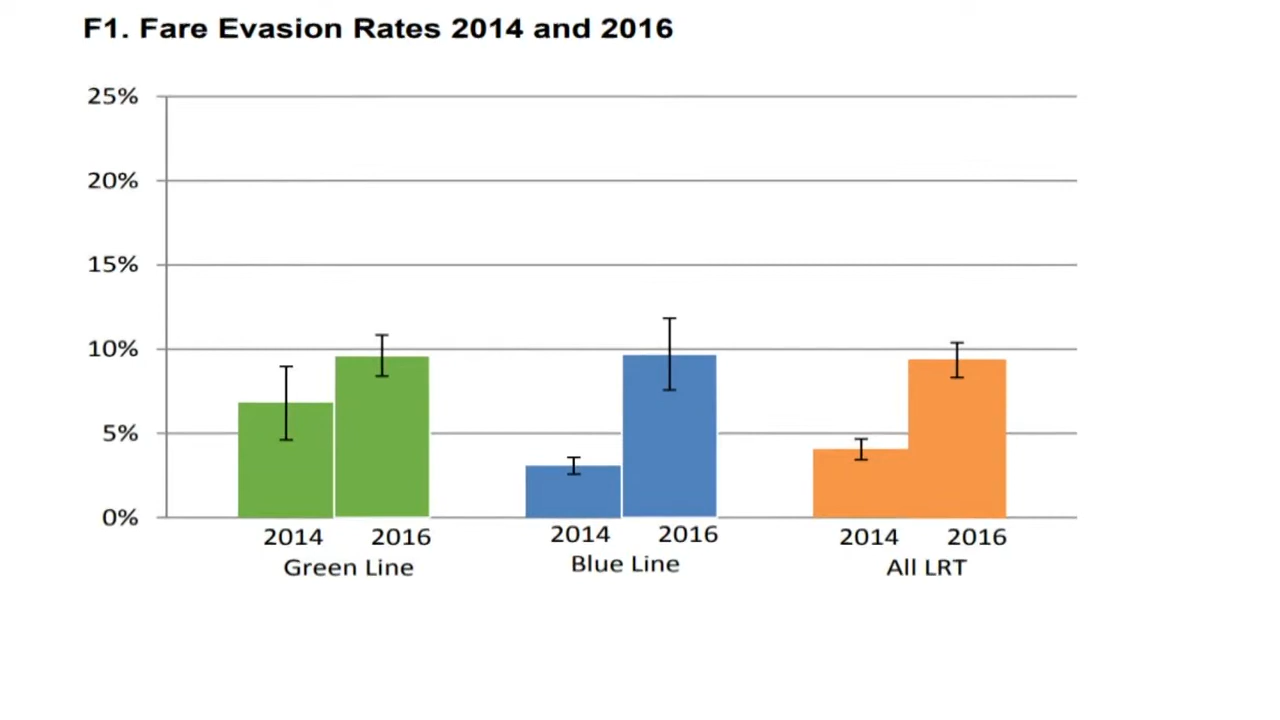 F1. Fare Evasion Rates 2014 and 2016
25%
20%
15%
10%
5%
0%
2014 2016 2014 2016 2014 2016
Green Line Blue Line All LRT